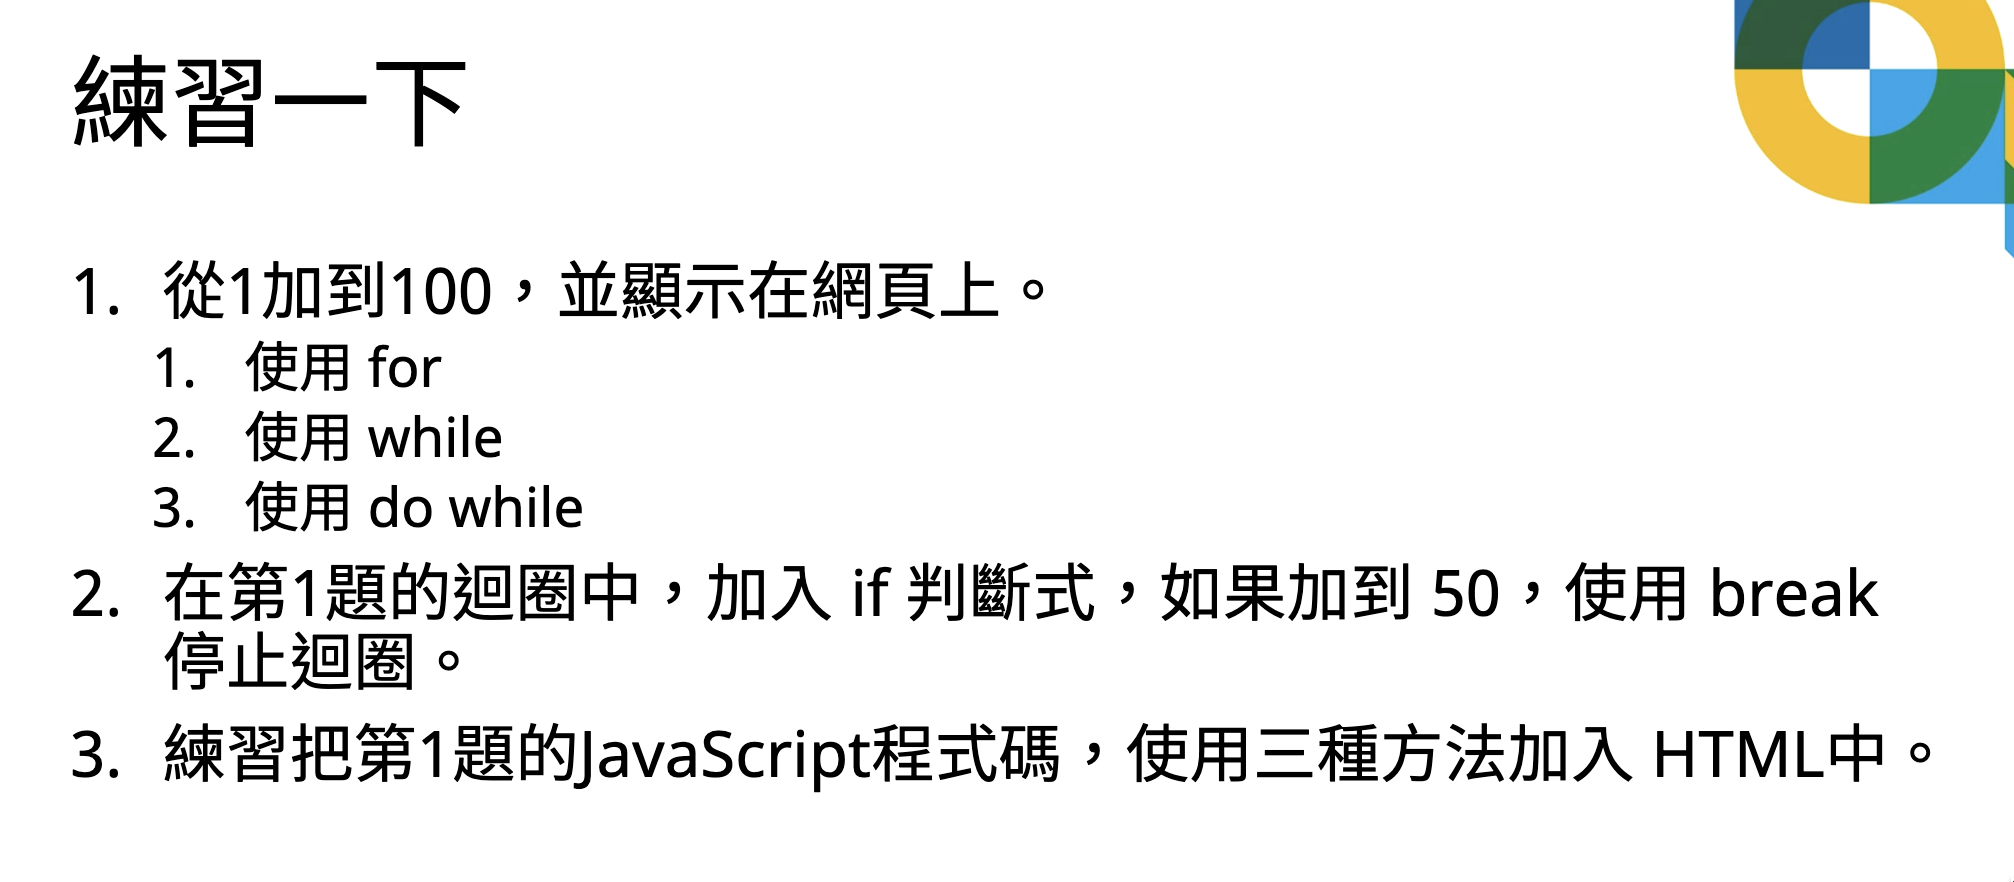 練習一下
1. 從1加到100，並顯示在網頁上。
1. 使用 for
2. 使用 while
3. 使用 do while
2. 在第1題的迴圈中，加入 if 判斷式，如果加到 50，使用 break
停止迴圈。
3. 練習把第1題的JavaScript程式碼，使用三種方法加入 HTML中。